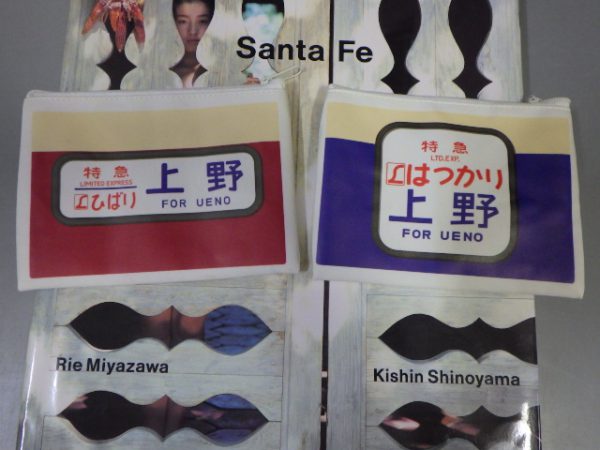 Santa Fe
特急
LIMITED EXPRESS
Lひばり
上野
FOR UENO
特急
LTD.EXP.
Lはつかり
上野
FOR UENO
Rie Miyazawa
Kishin Shinoyama